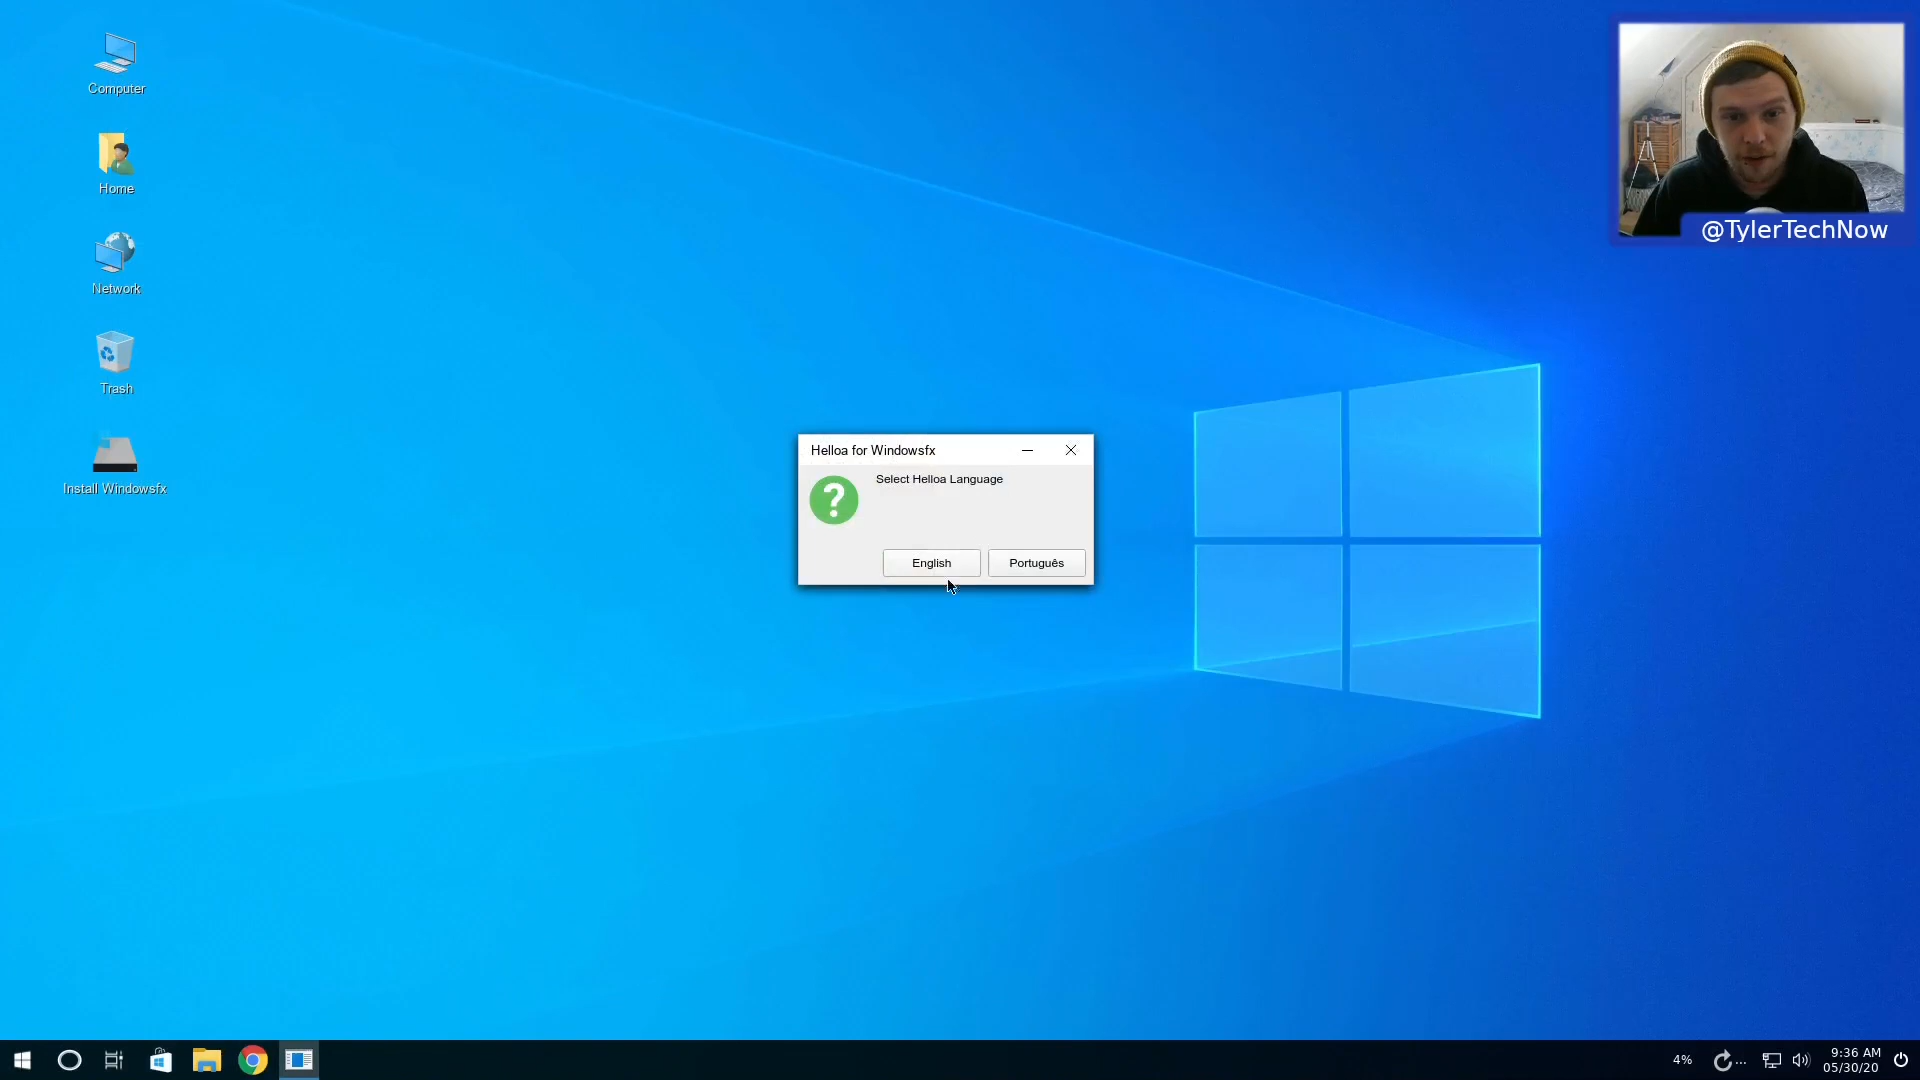 Computer
Home
Network
Trash
Install Windowsfx
@TylerTechNow
Helloa for Windowsfx
Select Helloa Language
English
Português
4%
...
9:36 AM
05/30/20